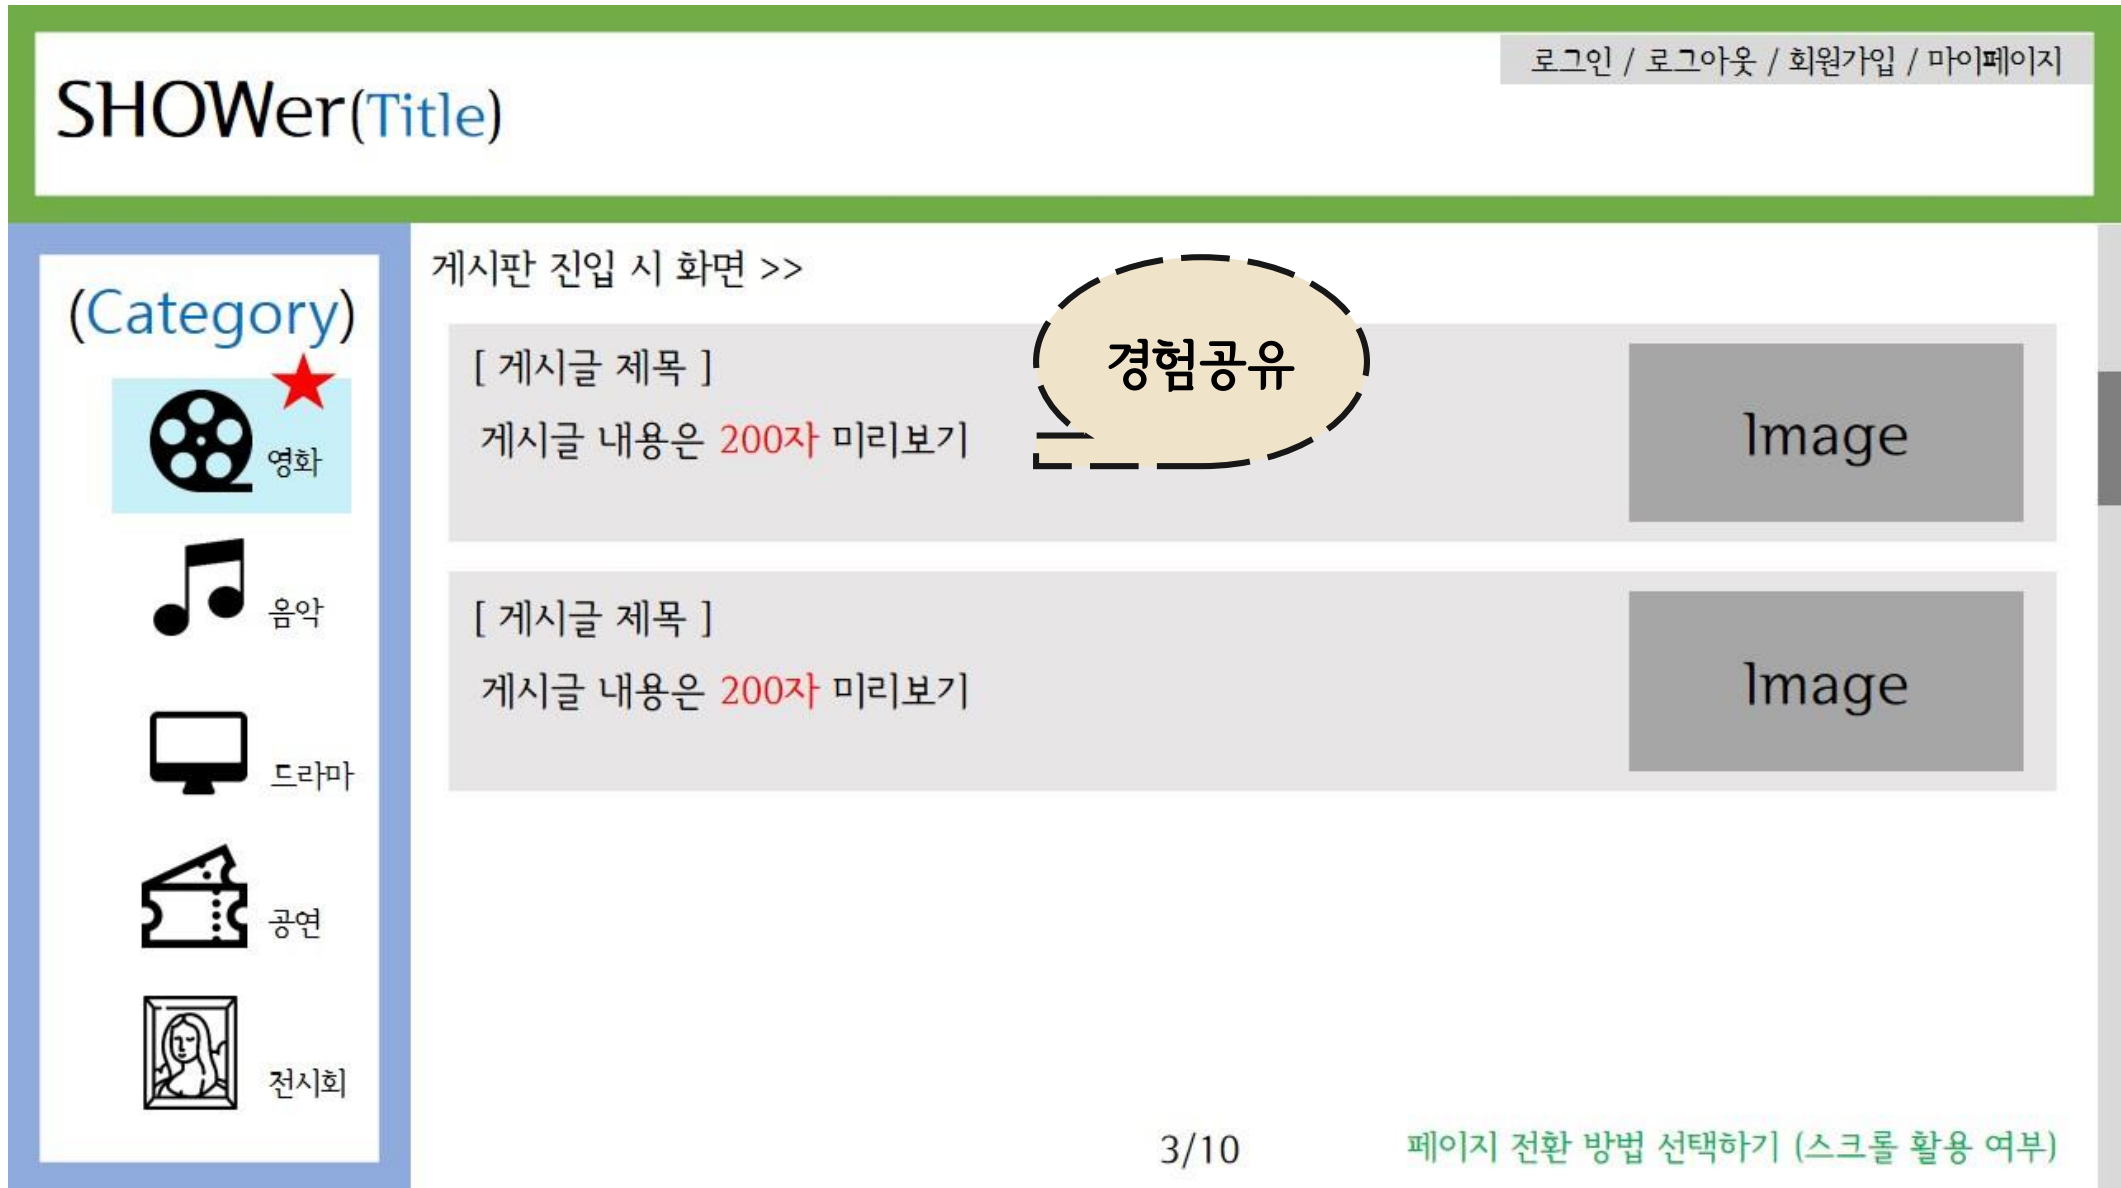 로그인 / 로그아웃 / 회원가입 / 마이페이지
SHOWer(Title)
(Category)
영화
음악
드라마
공연
전시회
게시판 진입 시 화면 >>
[ 게시글 제목 ]
게시글 내용은 200자 미리보기
경험공유
Image
[ 게시글 제목 ]
게시글 내용은 200자 미리보기
Image
3/10
페이지 전환 방법 선택하기 (스크롤 활용 여부)